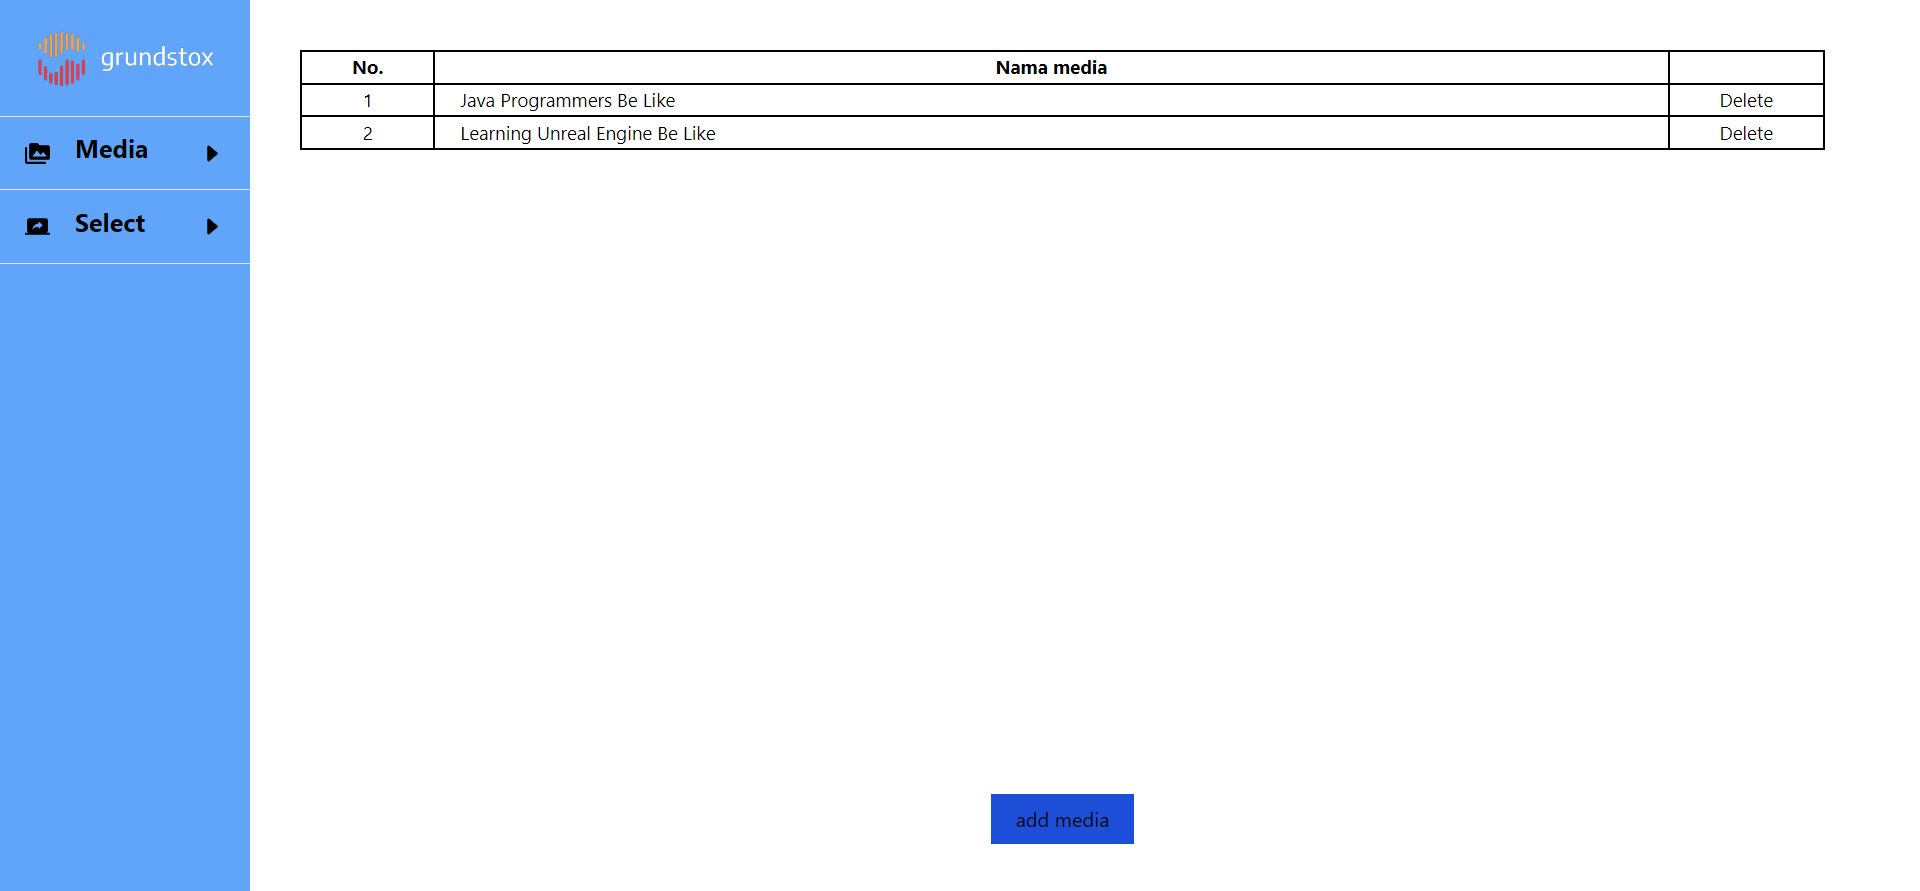 grundstox
Media
Select
No. Nama media
1 Java Programmers Be Like Delete
2 Learning Unreal Engine Be Like Delete
add media